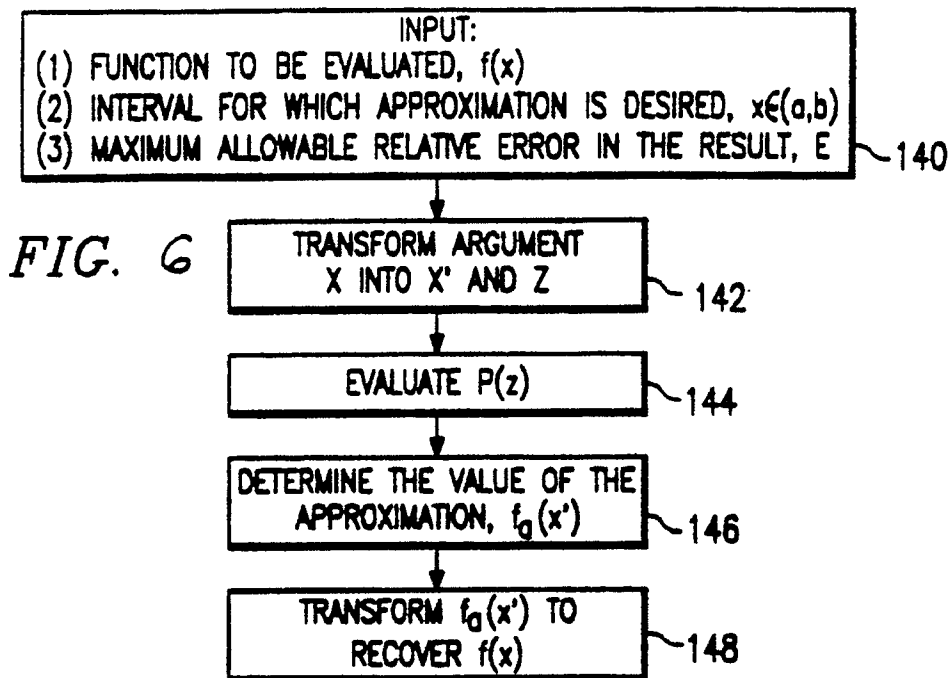 INPUT:
(1) FUNCTION TO BE EVALUATED, f(x)
(2) INTERVAL FOR WHICH APPROXIMATION IS DESIRED, x∈(a,b)
(3) MAXIMUM ALLOWABLE RELATIVE ERROR IN THE RESULT, E
140
FIG. 6
TRANSFORM ARGUMENT
X INTO X' AND Z
142
EVALUATE P(z)
144
DETERMINE THE VALUE OF THE
APPROXIMATION, fₐ(x')
146
TRANSFORM fₐ(x') TO
RECOVER f(x)
148